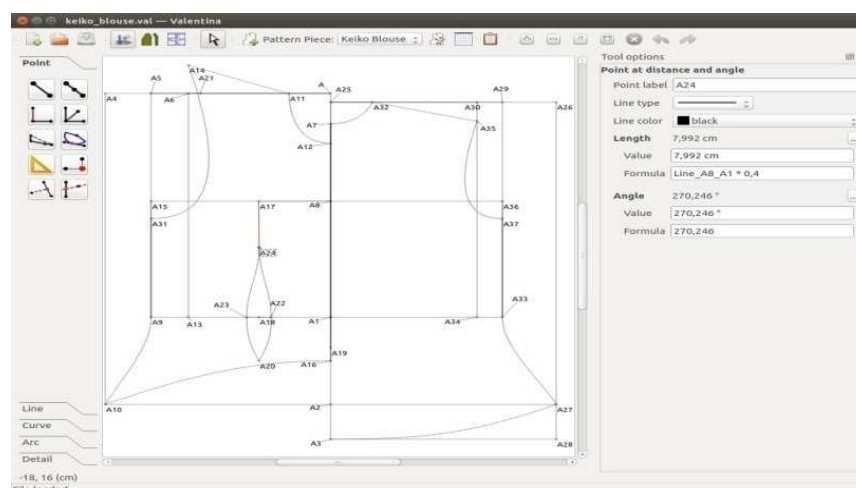 keiko_blouse.val — Valentina
Pattern Piece: Keiko Blouse
Point
Line
Curve
Arc
Detail
-18, 16 (cm)
File loaded
A14
A5
A21
A
A29
A4
A6
A11
A25
A32
A30
A26
A7
A35
A12
A15
A17
A8
A36
A31
A37
A24
A23
A22
A33
A9
A13
A18
A1
A34
A19
A20
A16
A10
A2
A27
A3
A28
Tool options
Point at distance and angle
Point label A24
Line type
Line color black
Length 7,992 cm
Value 7,992 cm
Formula Line_A8_A1 * 0,4
Angle 270,246 °
Value 270,246 °
Formula 270,246